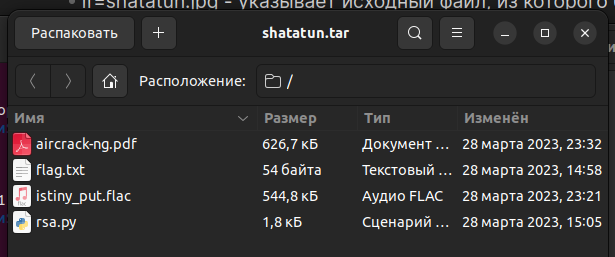 if=shatatun.jpg - указывает исходный файл, из которого
Распаковать
shatatun.tar
Расположение:
/
Имя Размер Тип Изменён
aircrack-ng.pdf 626,7 кБ Документ ... 28 марта 2023, 23:32
flag.txt 54 байта Текстовый ... 28 марта 2023, 14:58
istiny_put.flac 544,8 кБ Аудио FLAC 28 марта 2023, 23:21
rsa.py 1,8 кБ Сценарий ... 28 марта 2023, 15:05